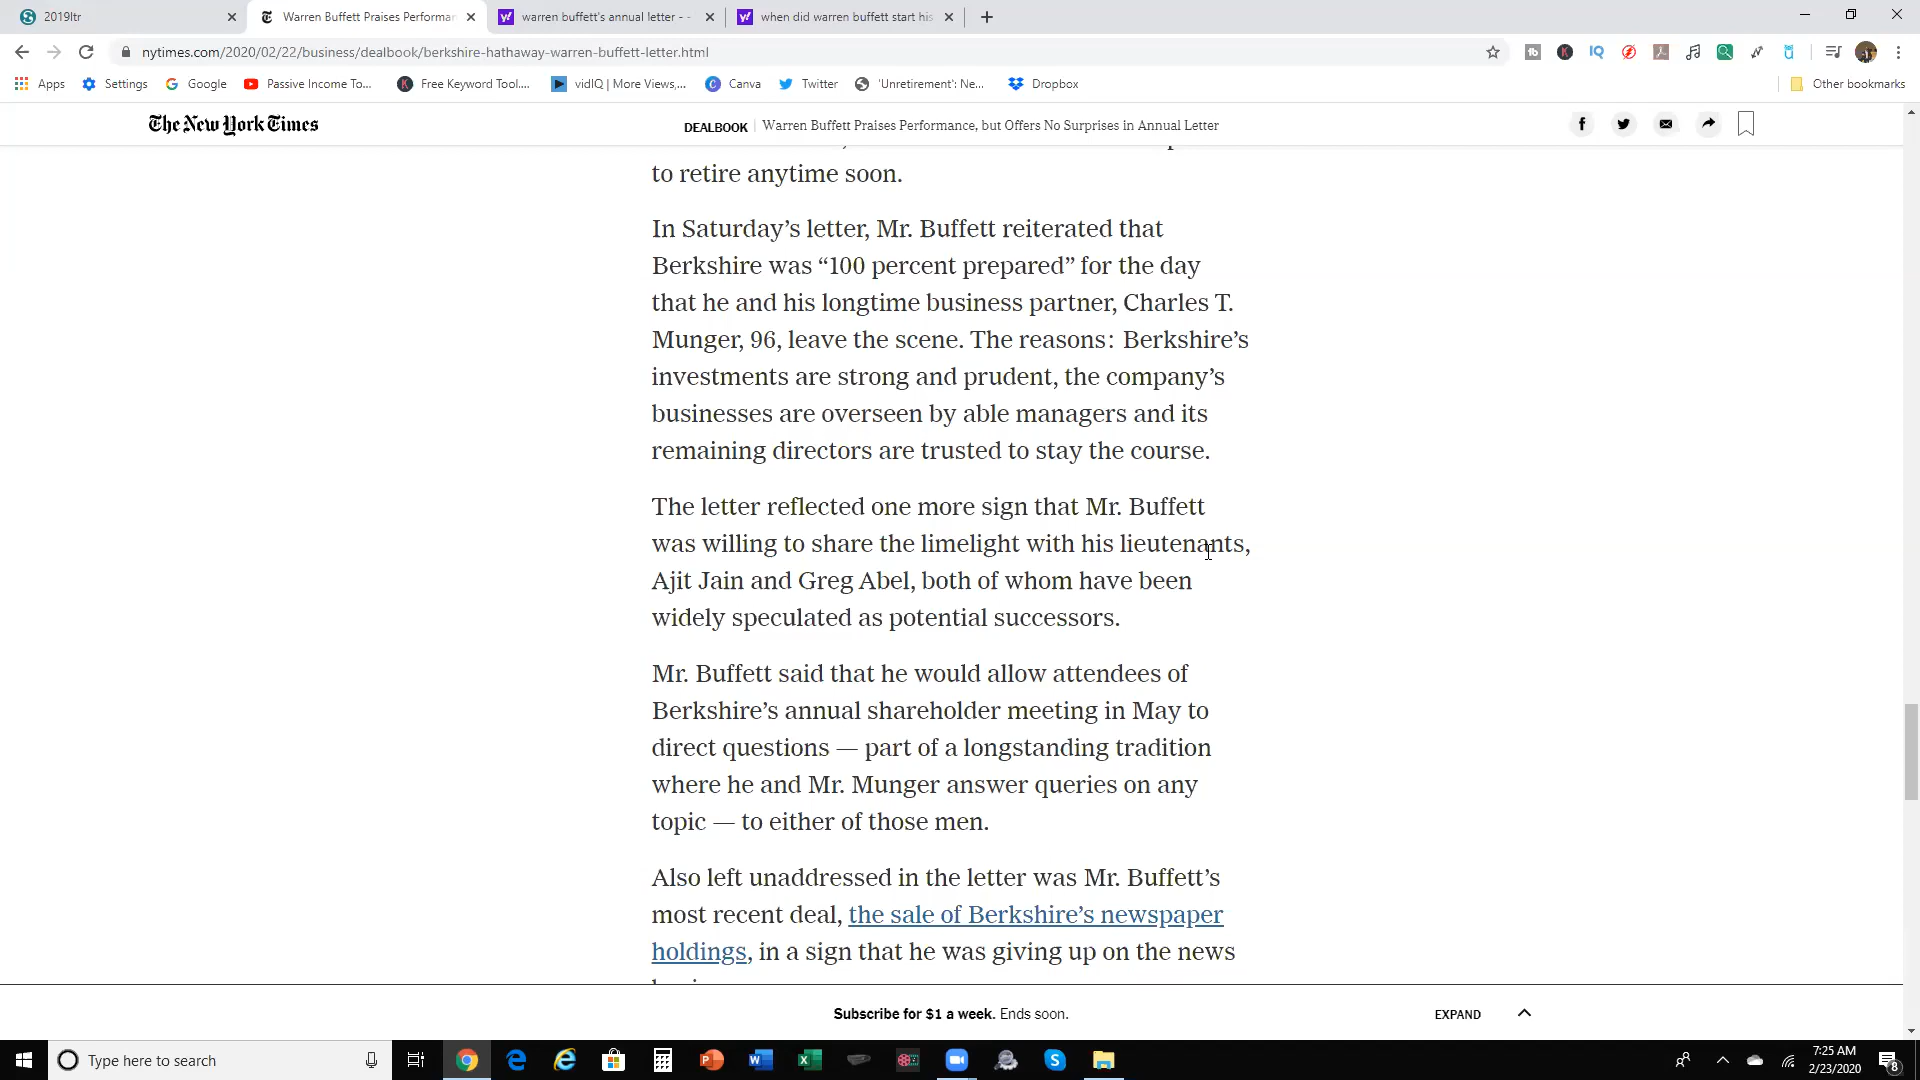 2019ltr
Warren Buffett Praises Performan
warren buffett's annual letter - -
when did warren buffett start his
nytimes.com/2020/02/22/business/dealbook/berkshire-hathaway-warren-buffett-letter.html
Apps
Settings
Google
Passive Income To...
Free Keyword Tool....
vidIQ | More Views,...
Canva
Twitter
'Unretirement': Ne...
Dropbox
Other bookmarks
The New York Times
DEALBOOK | Warren Buffett Praises Performance, but Offers No Surprises in Annual Letter
to retire anytime soon.
In Saturday’s letter, Mr. Buffett reiterated that
Berkshire was “100 percent prepared” for the day
that he and his longtime business partner, Charles T.
Munger, 96, leave the scene. The reasons: Berkshire’s
investments are strong and prudent, the company’s
businesses are overseen by able managers and its
remaining directors are trusted to stay the course.
The letter reflected one more sign that Mr. Buffett
was willing to share the limelight with his lieutenants,
Ajit Jain and Greg Abel, both of whom have been
widely speculated as potential successors.
Mr. Buffett said that he would allow attendees of
Berkshire’s annual shareholder meeting in May to
direct questions — part of a longstanding tradition
where he and Mr. Munger answer queries on any
topic — to either of those men.
Also left unaddressed in the letter was Mr. Buffett’s
most recent deal, the sale of Berkshire’s newspaper
holdings, in a sign that he was giving up on the news
Subscribe for $1 a week. Ends soon.
EXPAND
Type here to search
7:25 AM
2/23/2020
8